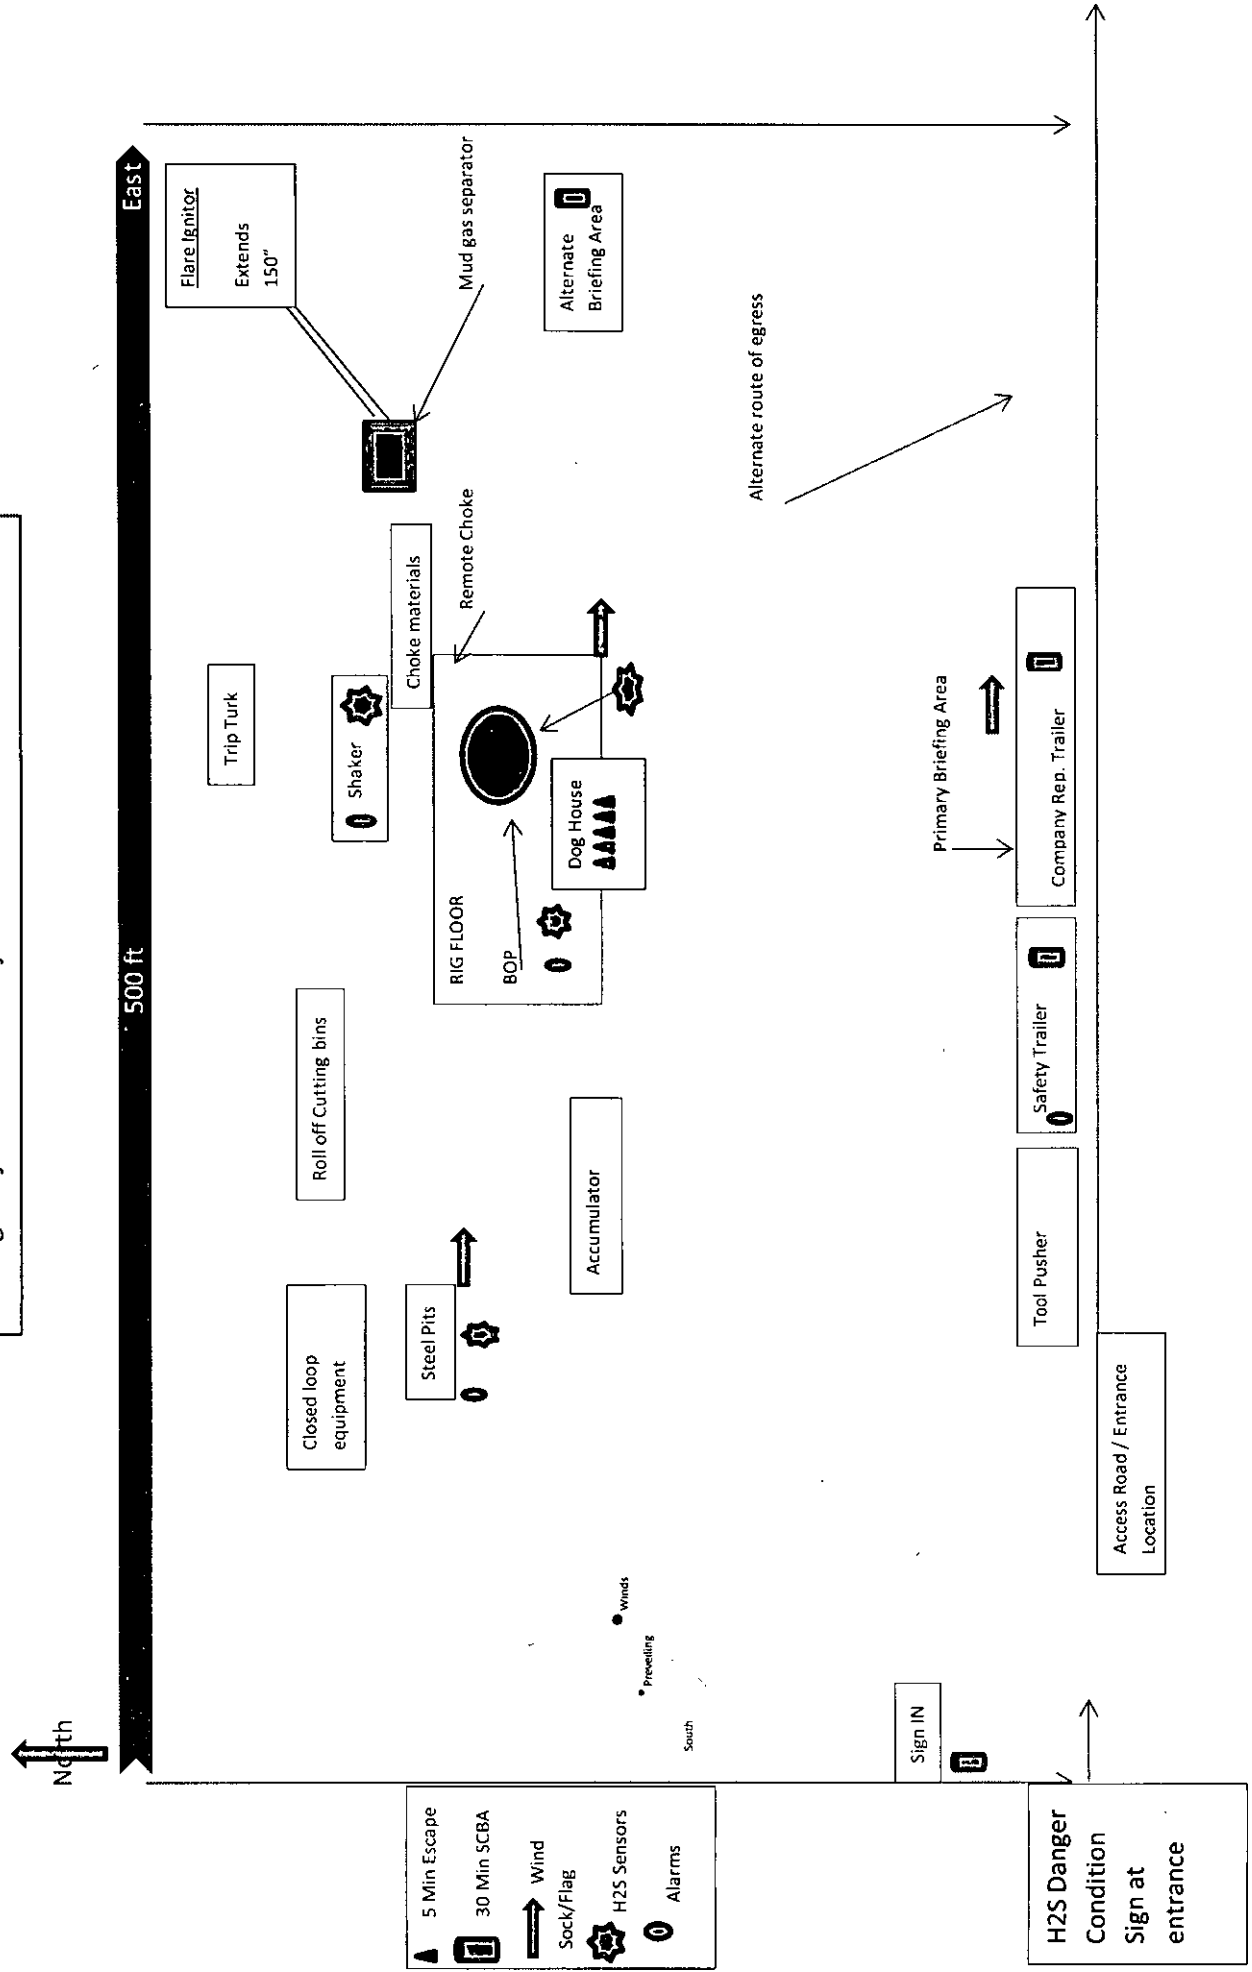 North
500 ft
East
Flare Ignitor
Extends
150"
Trip Turk
Mud gas separator
Shaker
Choke materials
Remote Choke
Roll off Cutting bins
Closed loop
equipment
Steel Pits
RIG FLOOR
BOP
Dog House
Alternate
Briefing Area
Accumulator
Winds
Prevailing
South
Alternate route of egress
Primary Briefing Area
Sign IN
Tool Pusher
Safety Trailer
Company Rep. Trailer
Access Road / Entrance
Location
5 Min Escape
30 Min SCBA
Wind
Sock/Flag
H2S Sensors
Alarms
H2S Danger
Condition
Sign at
entrance